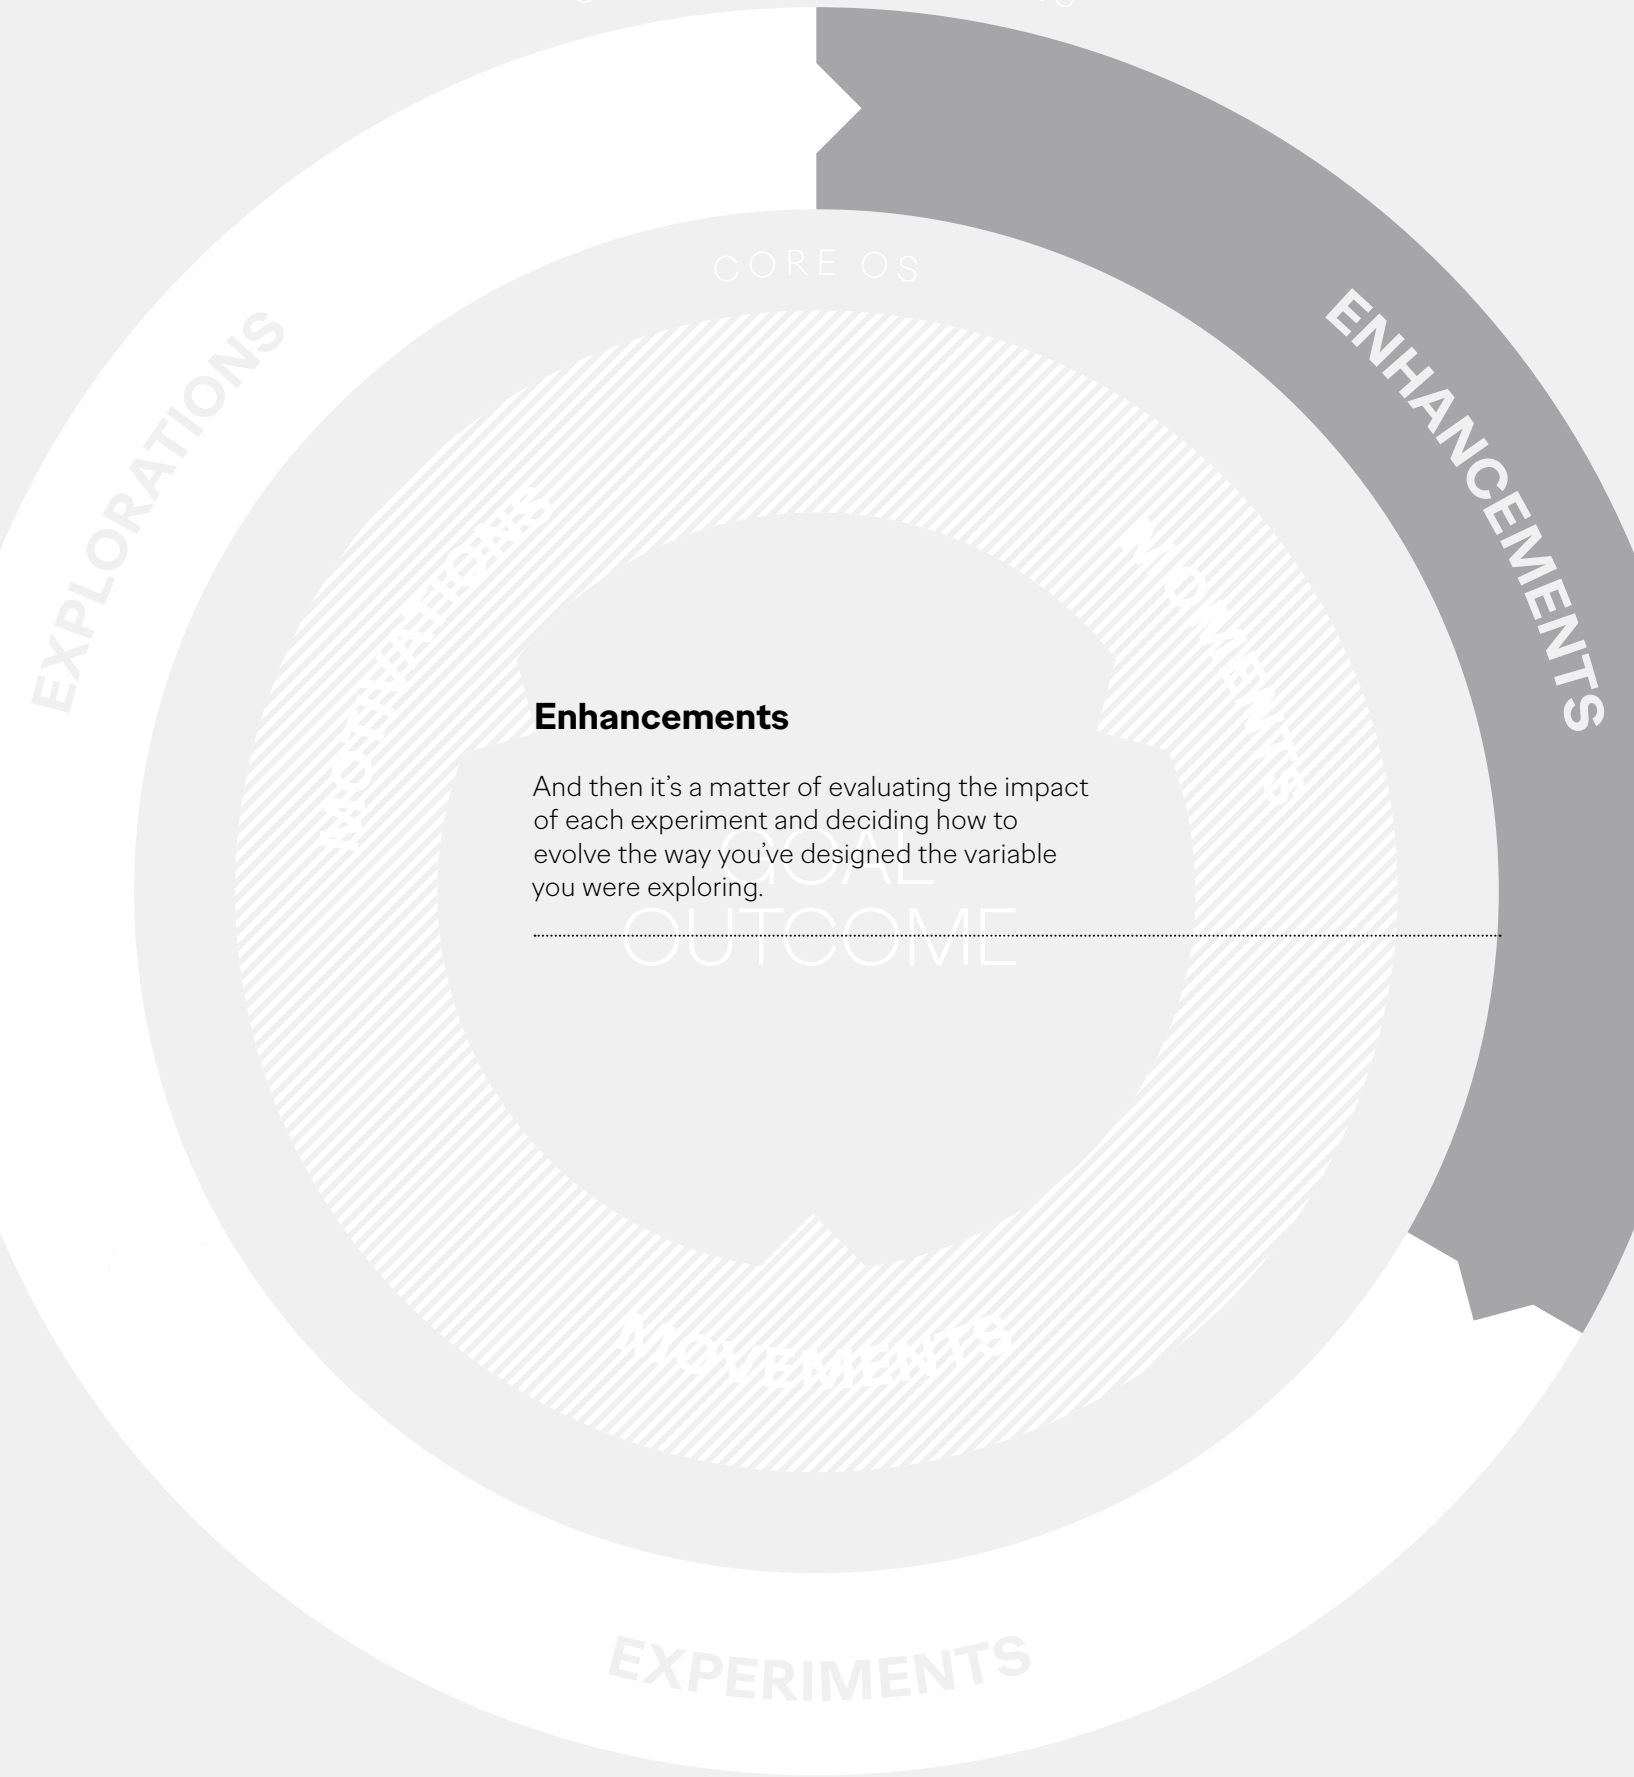 CORE OS
EXPLORATIONS
ENHANCEMENTS
MOTIVATIONS
MOMENTS
Enhancements
And then it’s a matter of evaluating the impact
of each experiment and deciding how to
evolve the way you’ve designed the variable
you were exploring.
GOAL
OUTCOME
MOVEMENTS
EXPERIMENTS